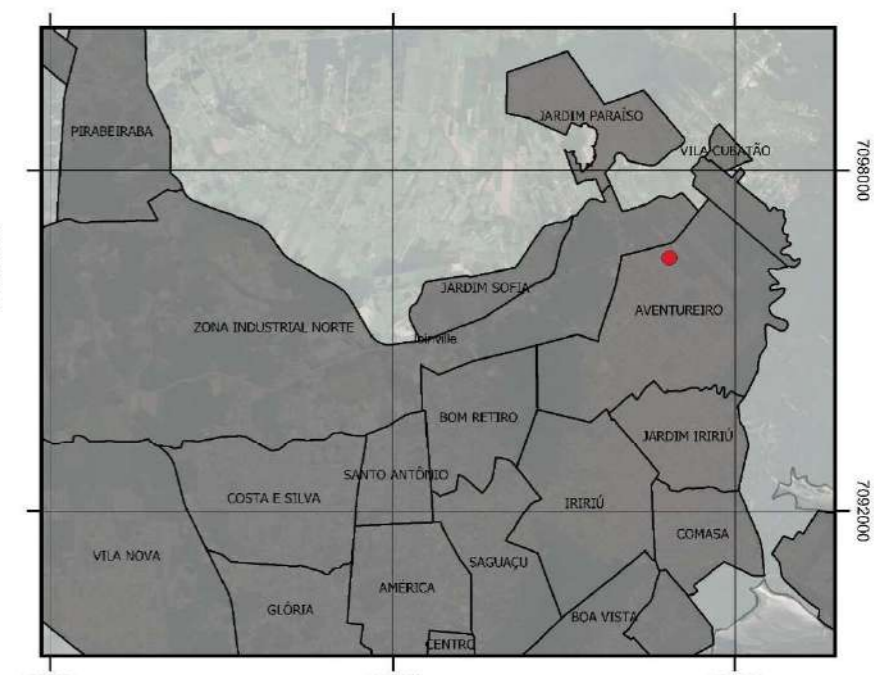 JARDIM PARAÍSO
PIRABEIRABA
VILA CUBATÃO
7098000
JARDIM SOFIA
AVENTUREIRO
ZONA INDUSTRIAL NORTE
Joinville
BOM RETIRO
JARDIM IRIRIÚ
SANTO ANTÔNIO
COSTA E SILVA
IRIRIÚ
7092000
COMASA
VILA NOVA
SAGUAÇU
AMÉRICA
GLÓRIA
BOA VISTA
CENTRO